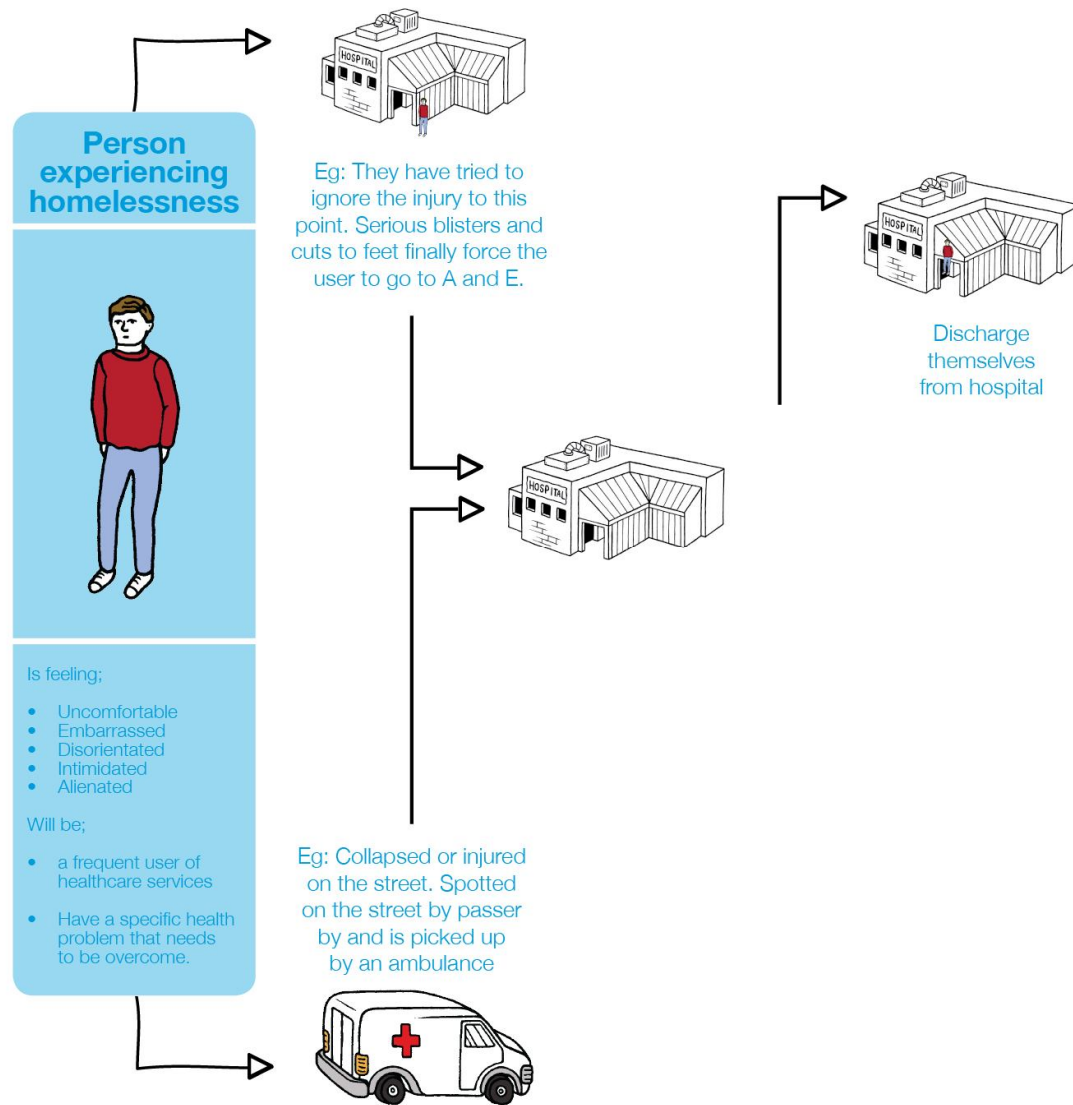 Person
experiencing
homelessness
Is feeling;
• Uncomfortable
• Embarrassed
• Disorientated
• Intimidated
• Alienated
Will be;
• a frequent user of
healthcare services
• Have a specific health
problem that needs
to be overcome.
HOSPITAL
Eg: They have tried to
ignore the injury to this
point. Serious blisters and
cuts to feet finally force the
user to go to A and E.
Eg: Collapsed or injured
on the street. Spotted
on the street by passer
by and is picked up
by an ambulance
HOSPITAL
HOSPITAL
Discharge
themselves
from hospital